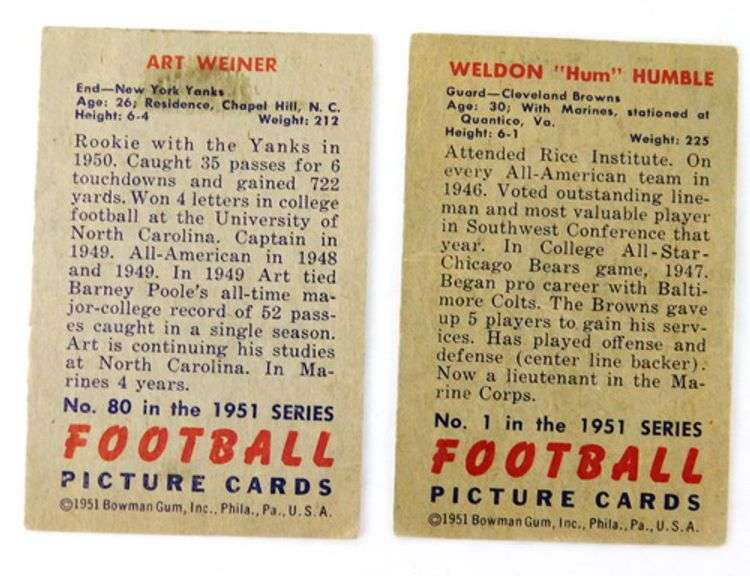 ART WEINER
End—New York Yanks
Age: 26; Residence, Chapel Hill, N. C.
Height: 6-4 Weight: 212
Rookie with the Yanks in
1950. Caught 35 passes for 6
touchdowns and gained 722
yards. Won 4 letters in college
football at the University of
North Carolina. Captain in
1949. All-American in 1948
and 1949. In 1949 Art tied
Barney Poole's all-time ma-
jor-college record of 52 pass-
es caught in a single season.
Art is continuing his studies
at North Carolina. In Ma-
rines 4 years.
No. 80 in the 1951 SERIES
FOOTBALL
PICTURE CARDS
©1951 Bowman Gum, Inc., Phila., Pa., U. S. A.
WELDON "Hum" HUMBLE
Guard—Cleveland Browns
Age: 30; With Marines, stationed at
Quantico, Va.
Height: 6-1 Weight: 225
Attended Rice Institute. On
every All-American team in
1946. Voted outstanding line-
man and most valuable player
in Southwest Conference that
year. In College All-Star-
Chicago Bears game, 1947.
Began pro career with Balti-
more Colts. The Browns gave
up 5 players to gain his serv-
ices. Has played offense and
defense (center line backer).
Now a lieutenant in the Ma-
rine Corps.
No. 1 in the 1951 SERIES
FOOTBALL
PICTURE CARDS
©1951 Bowman Gum, Inc., Phila., Pa., U. S. A.